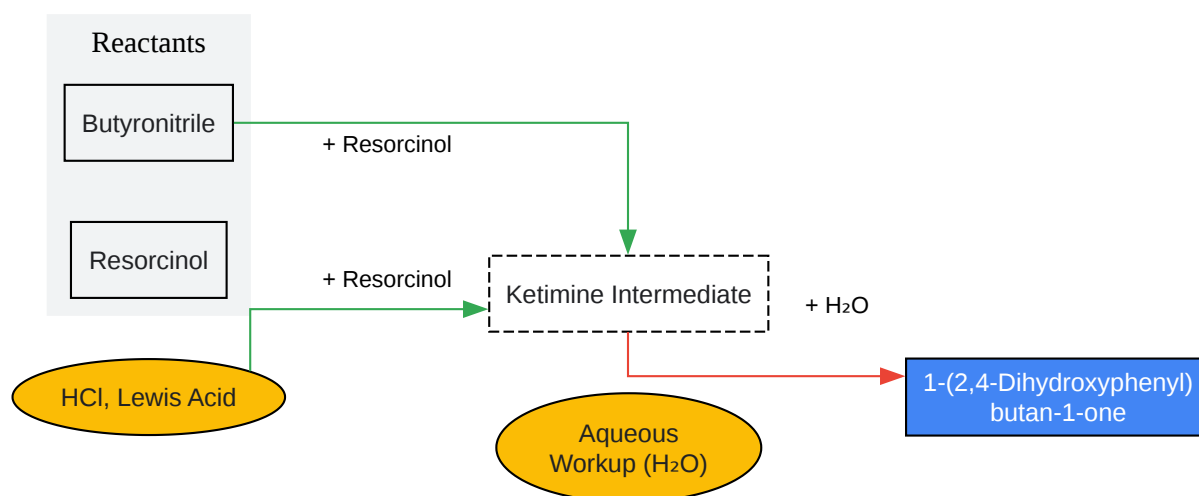 Reactants
Butyronitrile
+ Resorcinol
Resorcinol
+ Resorcinol
Ketimine Intermediate
+ H₂O
HCl, Lewis Acid
1-(2,4-Dihydroxyphenyl)
butan-1-one
Aqueous
Workup (H₂O)